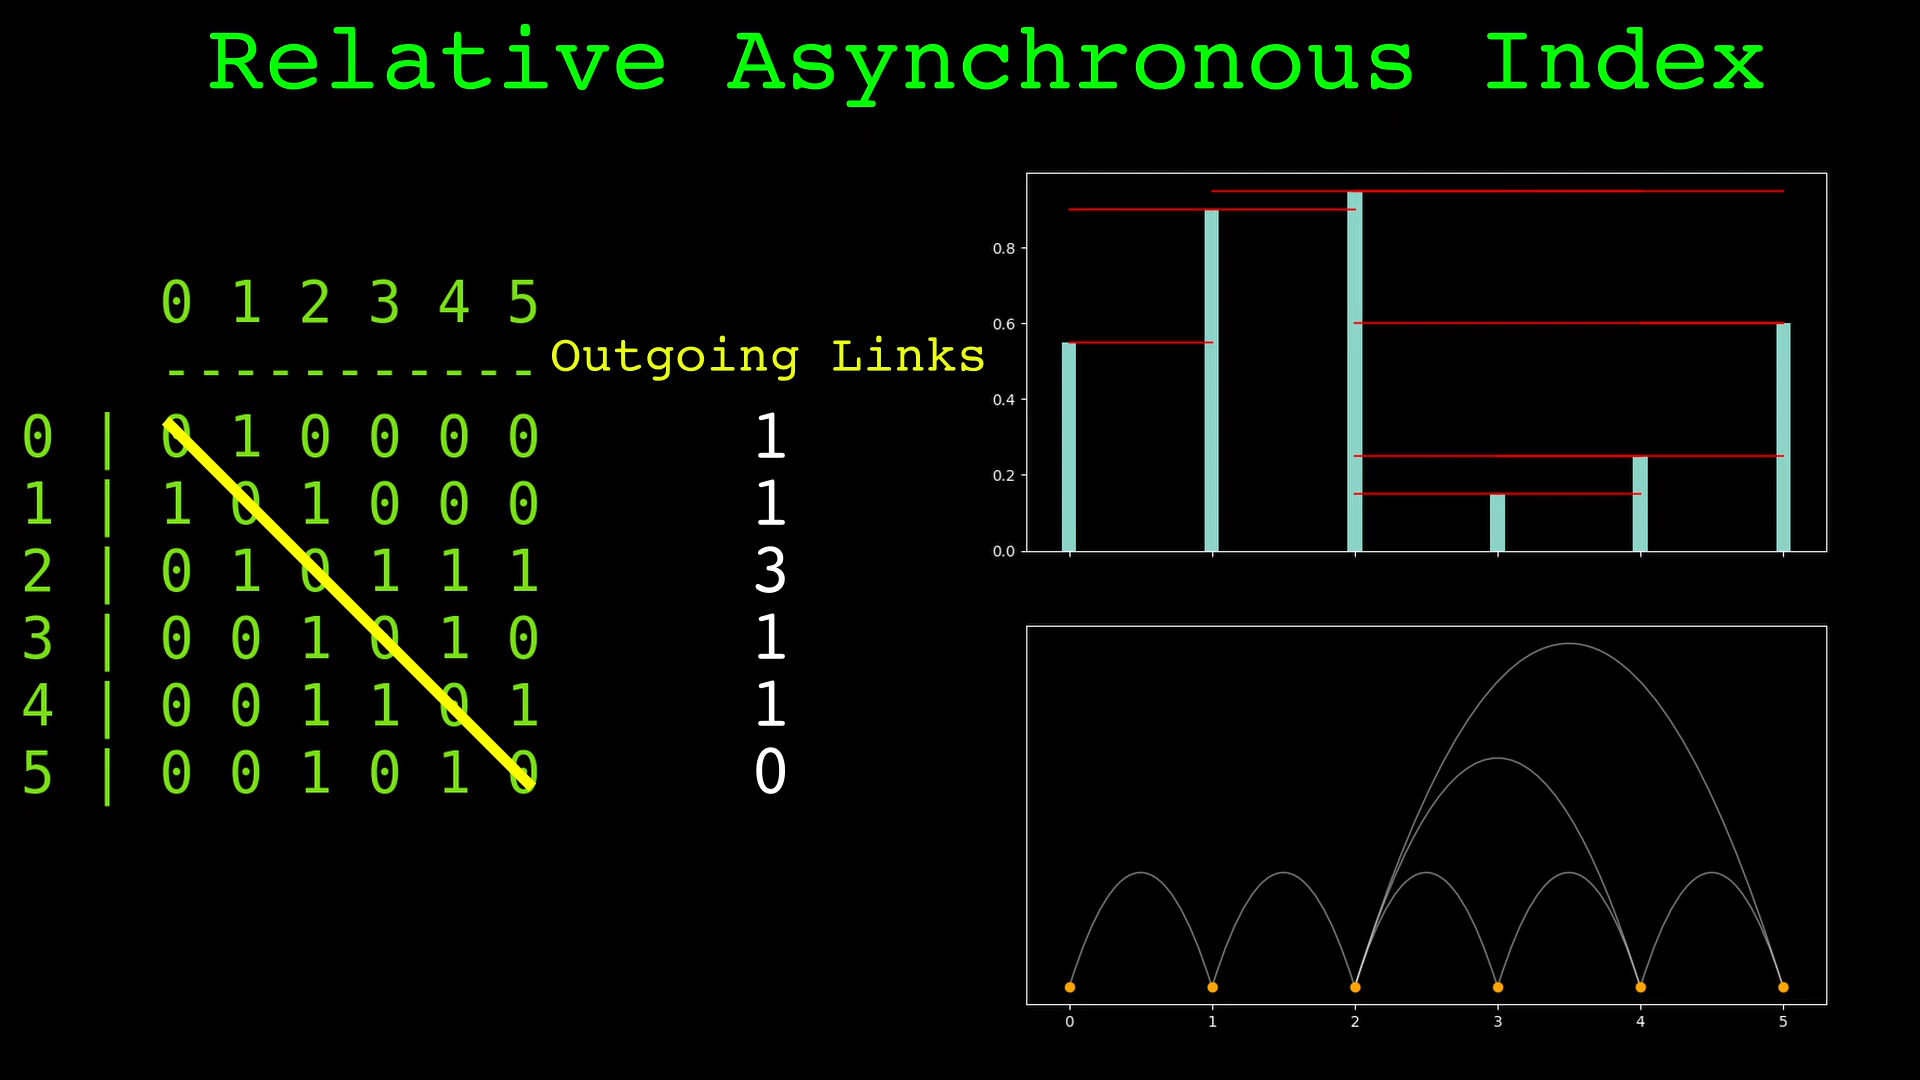 Relative Asynchronous Index
0 1 2 3 4 5
-----------
Outgoing Links
0 | 0 1 0 0 0 0 1
1 | 1 0 1 0 0 0 1
2 | 0 1 0 1 1 1 3
3 | 0 0 1 0 1 0 1
4 | 0 0 1 1 0 1 1
5 | 0 0 1 0 1 0 0
0.8
0.6
0.4
0.2
0.0
0 1 2 3 4 5